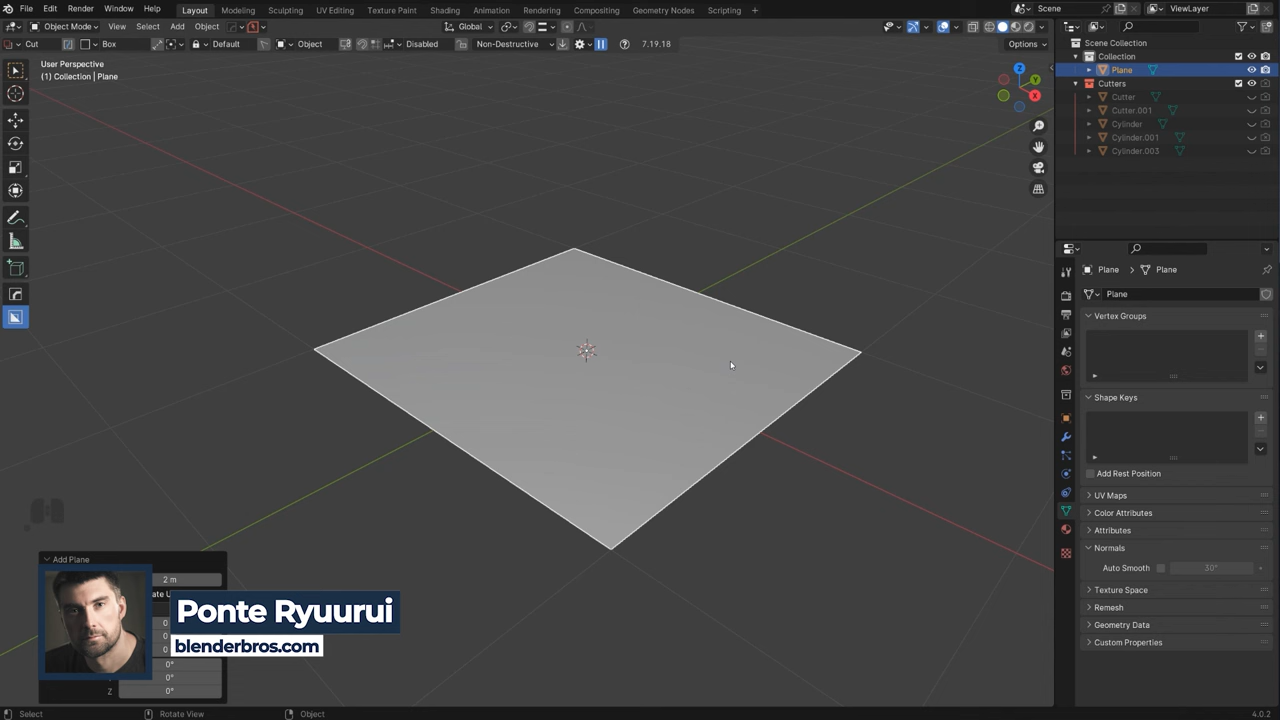 File Edit Render Window Help Layout Modeling Sculpting UV Editing Texture Paint Shading Animation Rendering Compositing Geometry Nodes Scripting + Scene ViewLayer
Object Mode View Select Add Object Global
Cut Box Default Object Disabled Non-Destructive 7.19.18 Options
User Perspective
(1) Collection | Plane
Z
Y
X
Scene Collection
Collection
Plane
Cutters
Cutter
Cutter.001
Cylinder
Cylinder.001
Cylinder.003
Plane Plane
Plane
Vertex Groups
Shape Keys
Add Rest Position
UV Maps
Color Attributes
Attributes
Normals
Auto Smooth 30°
Texture Space
Remesh
Geometry Data
Custom Properties
Add Plane
2 m
ate U
0
0
0
0°
0°
Z 0°
Ponte Ryuurui
blenderbros.com
Select Rotate View Object 4.0.2